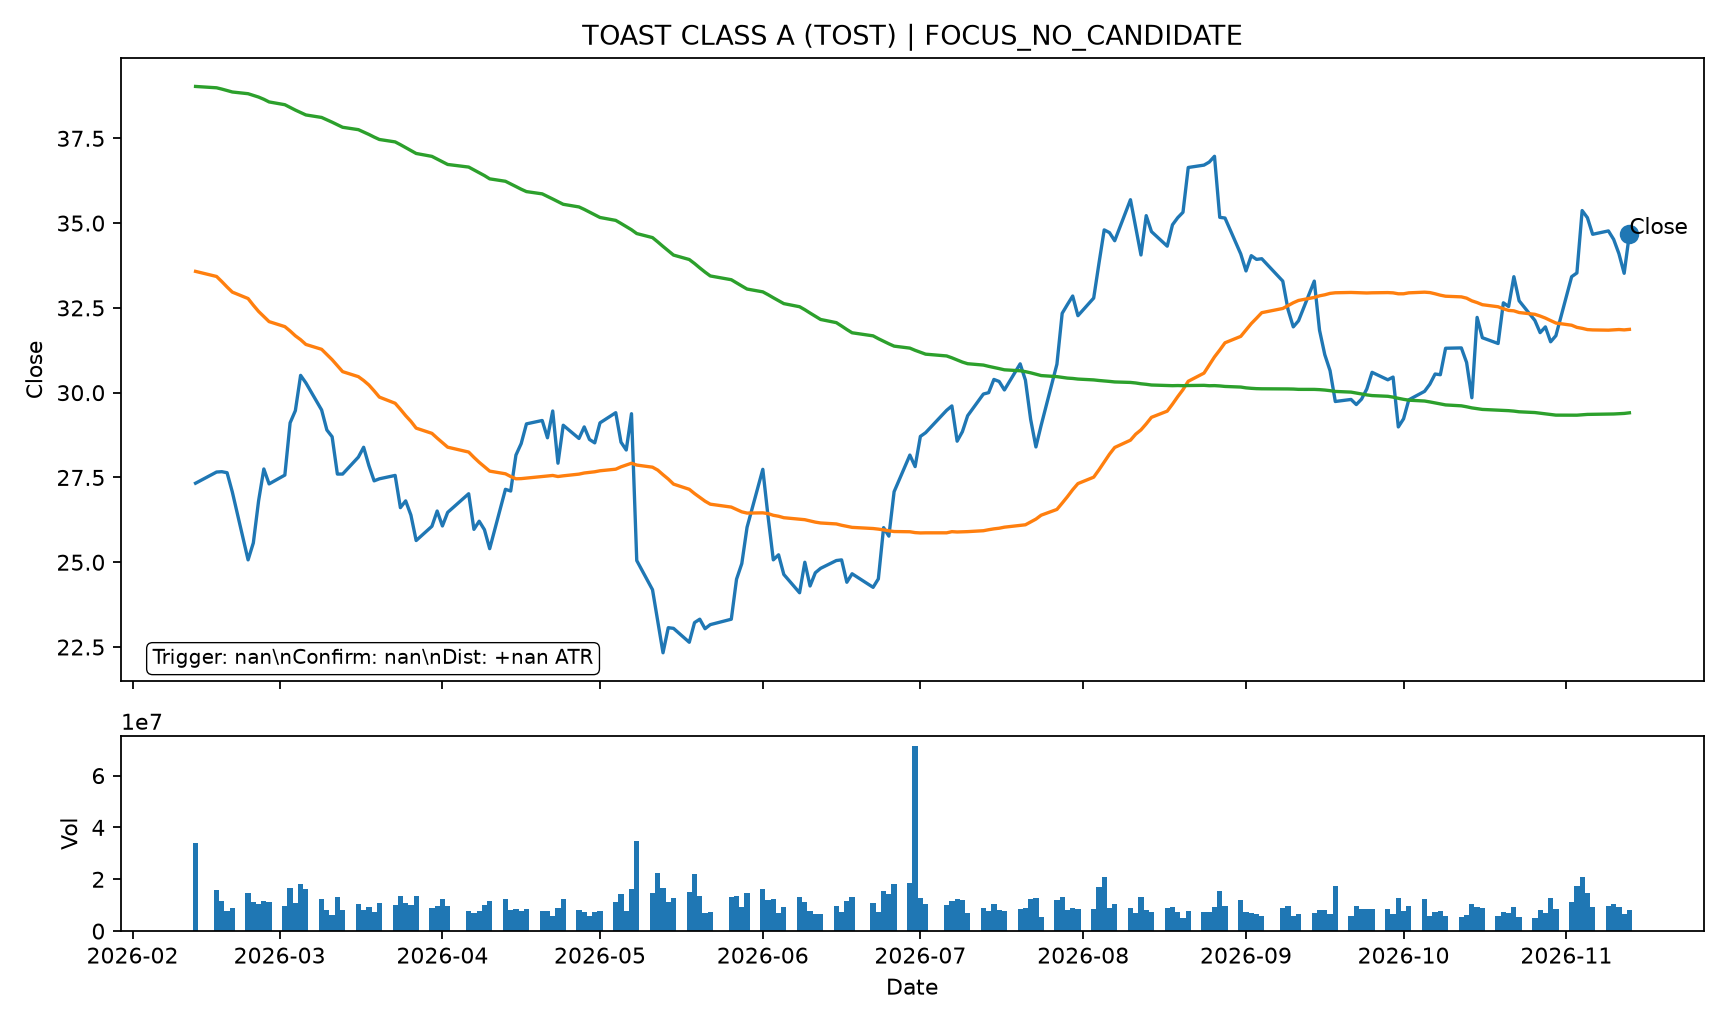 TOAST CLASS A (TOST) | FOCUS_NO_CANDIDATE
Close
37.5
35.0
32.5
30.0
27.5
25.0
22.5
Close
Trigger: nan\nConfirm: nan\nDist: +nan ATR
1e7
Vol
6
4
2
0
2026-02 2026-03 2026-04 2026-05 2026-06 2026-07 2026-08 2026-09 2026-10 2026-11
Date